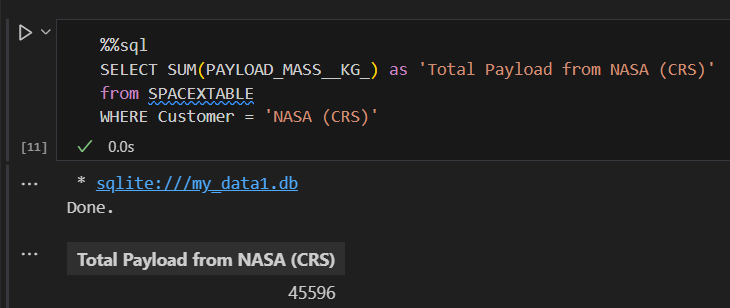 %%sql
SELECT SUM(PAYLOAD_MASS__KG_) as 'Total Payload from NASA (CRS)'
from SPACEXTABLE
WHERE Customer = 'NASA (CRS)'
[11] 0.0s
* sqlite:///my_data1.db
Done.
Total Payload from NASA (CRS)
45596